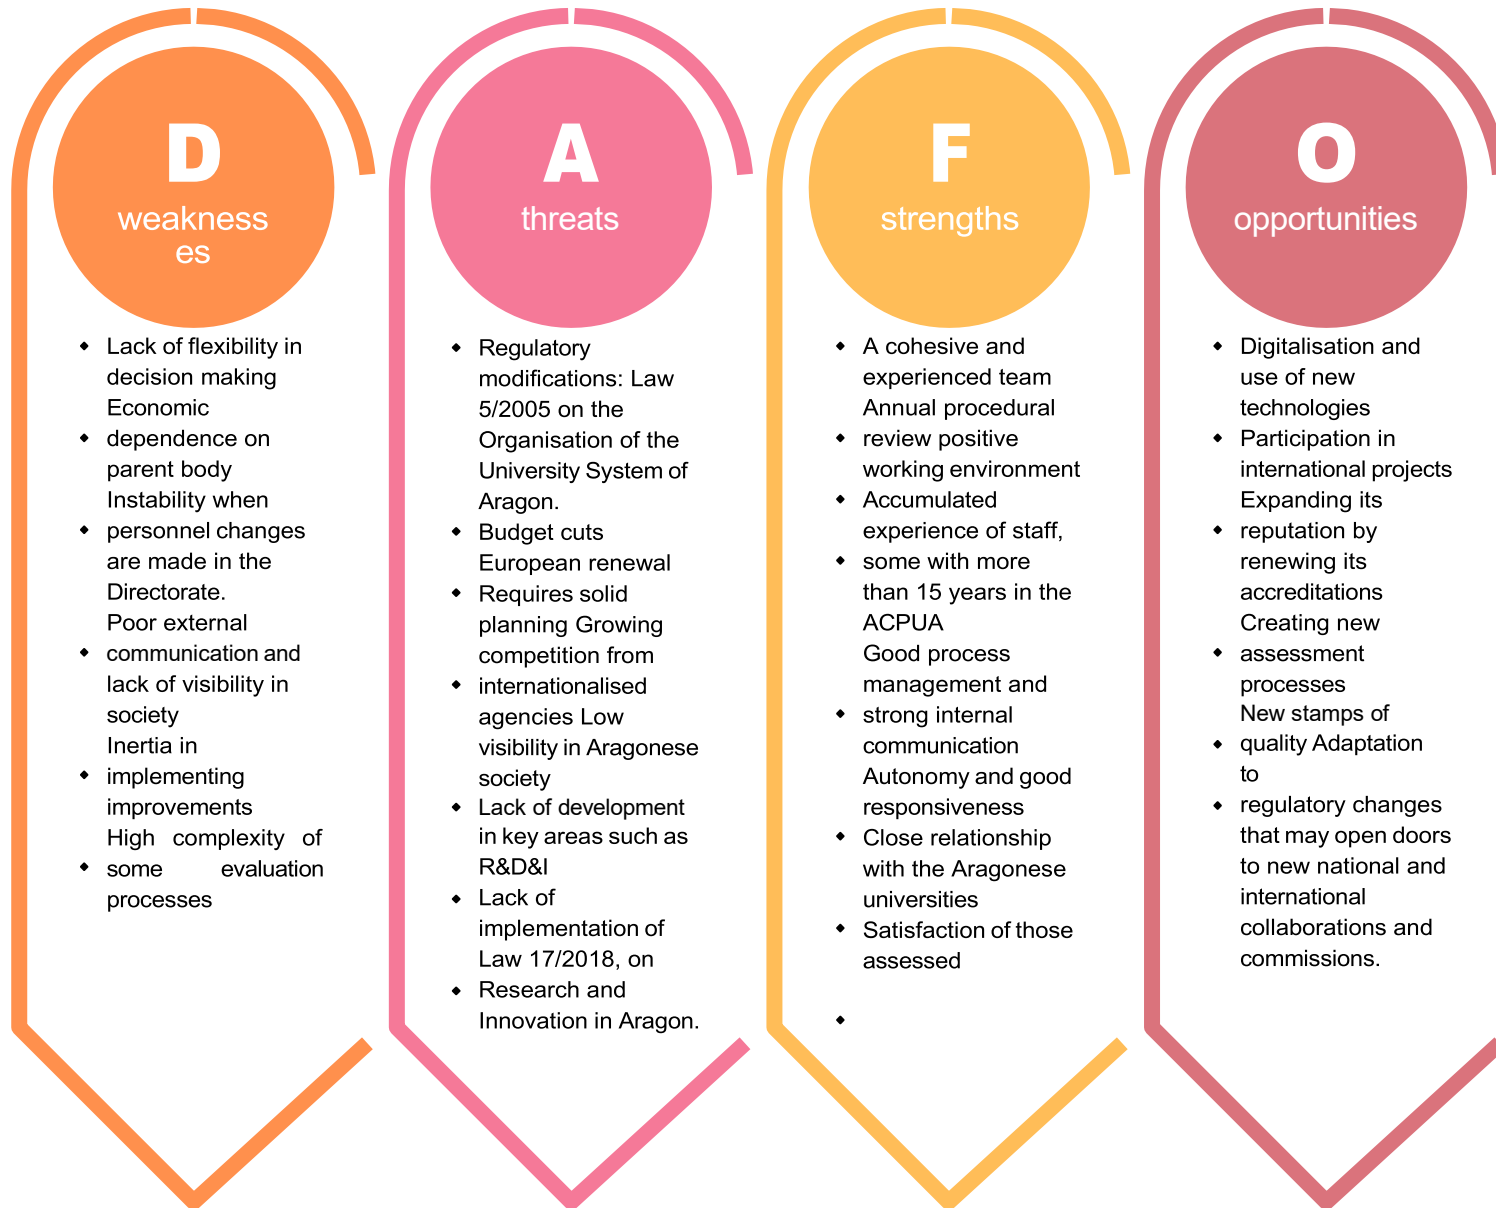 D
weakness
es
• Lack of flexibility in
decision making
Economic
• dependence on
parent body
Instability when
• personnel changes
are made in the
Directorate.
Poor external
• communication and
lack of visibility in
society
Inertia in
• implementing
improvements
High complexity of
• some evaluation
processes
A
threats
• Regulatory
modifications: Law
5/2005 on the
Organisation of the
University System of
Aragon.
• Budget cuts
European renewal
• Requires solid
planning Growing
competition from
• internationalised
agencies Low
visibility in Aragonese
society
• Lack of development
in key areas such as
R&D&I
• Lack of
implementation of
Law 17/2018, on
• Research and
Innovation in Aragon.
F
strengths
• A cohesive and
experienced team
Annual procedural
• review positive
working environment
• Accumulated
experience of staff,
• some with more
than 15 years in the
ACPUA
Good process
management and
• strong internal
communication
Autonomy and good
responsiveness
• Close relationship
with the Aragonese
universities
• Satisfaction of those
assessed
•
O
opportunities
• Digitalisation and
use of new
technologies
• Participation in
international projects
Expanding its
• reputation by
renewing its
accreditations
Creating new
• assessment
processes
New stamps of
• quality Adaptation
to
• regulatory changes
that may open doors
to new national and
international
collaborations and
commissions.